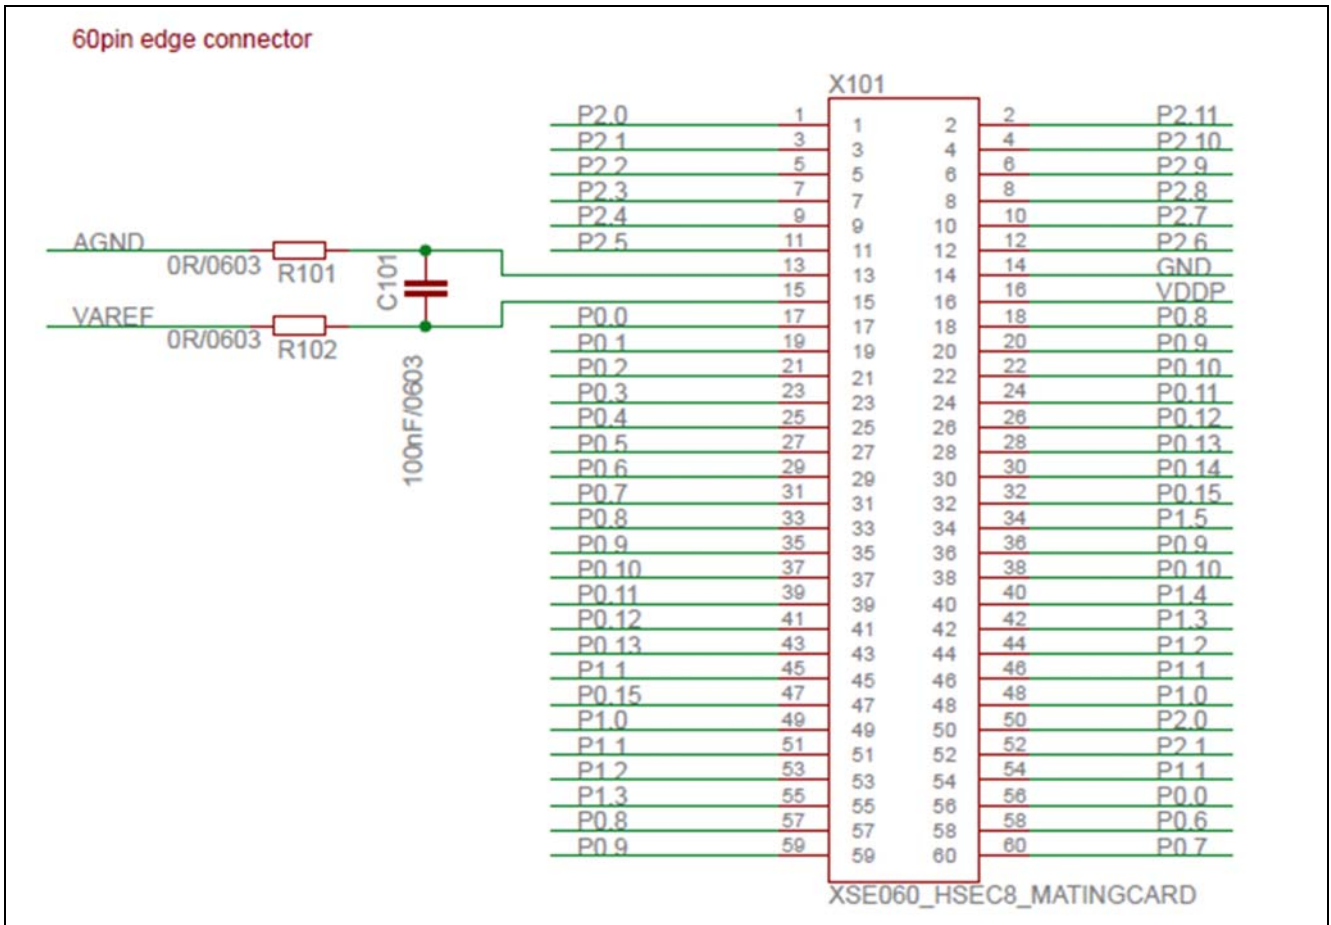 60pin edge connector
X101
P2.0 1 1 2 2 P2.11
P2.1 3 3 4 4 P2.10
P2.2 5 5 6 6 P2.9
P2.3 7 7 8 8 P2.8
P2.4 9 9 10 10 P2.7
P2.5 11 11 12 12 P2.6
AGND 0R/0603 R101 13 13 14 14 GND
C101
15 15 16 16 VDDP
VAREF 0R/0603 R102
100nF/0603
P0.0 17 17 18 18 P0.8
P0.1 19 19 20 20 P0.9
P0.2 21 21 22 22 P0.10
P0.3 23 23 24 24 P0.11
P0.4 25 25 26 26 P0.12
P0.5 27 27 28 28 P0.13
P0.6 29 29 30 30 P0.14
P0.7 31 31 32 32 P0.15
P0.8 33 33 34 34 P1.5
P0.9 35 35 36 36 P0.9
P0.10 37 37 38 38 P0.10
P0.11 39 39 40 40 P1.4
P0.12 41 41 42 42 P1.3
P0.13 43 43 44 44 P1.2
P1.1 45 45 46 46 P1.1
P0.15 47 47 48 48 P1.0
P1.0 49 49 50 50 P2.0
P1.1 51 51 52 52 P2.1
P1.2 53 53 54 54 P1.1
P1.3 55 55 56 56 P0.0
P0.8 57 57 58 58 P0.6
P0.9 59 59 60 60 P0.7
XSE060_HSEC8_MATINGCARD